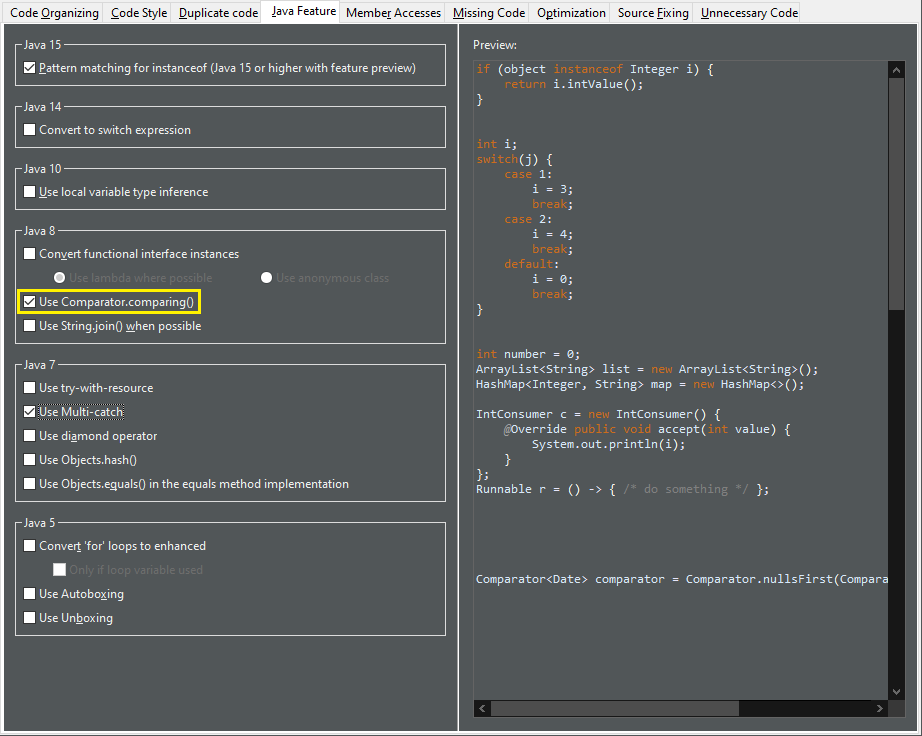 Code Organizing Code Style Duplicate code Java Feature Member Accesses Missing Code Optimization Source Fixing Unnecessary Code
Java 15
Pattern matching for instanceof (Java 15 or higher with feature preview)
Java 14
Convert to switch expression
Java 10
Use local variable type inference
Java 8
Convert functional interface instances
Use lambda where possible Use anonymous class
Use Comparator.comparing()
Use String.join() when possible
Java 7
Use try-with-resource
Use Multi-catch
Use diamond operator
Use Objects.hash()
Use Objects.equals() in the equals method implementation
Java 5
Convert 'for' loops to enhanced
Only if loop variable used
Use Autoboxing
Use Unboxing
Preview:
if (object instanceof Integer i) {
    return i.intValue();
}
int i;
switch(j) {
    case 1:
        i = 3;
        break;
    case 2:
        i = 4;
        break;
    default:
        i = 0;
        break;
}
int number = 0;
ArrayList<String> list = new ArrayList<String>();
HashMap<Integer, String> map = new HashMap<>();
IntConsumer c = new IntConsumer() {
    @Override public void accept(int value) {
        System.out.println(i);
    }
};
Runnable r = () -> { /* do something */ };
Comparator<Date> comparator = Comparator.nullsFirst(Compara